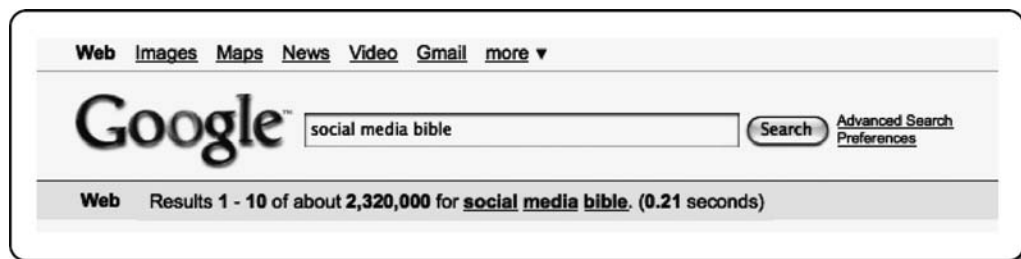 Web Images Maps News Video Gmail more ▼
Google™ social media bible Search Advanced Search
Preferences
Web Results 1 - 10 of about 2,320,000 for social media bible. (0.21 seconds)